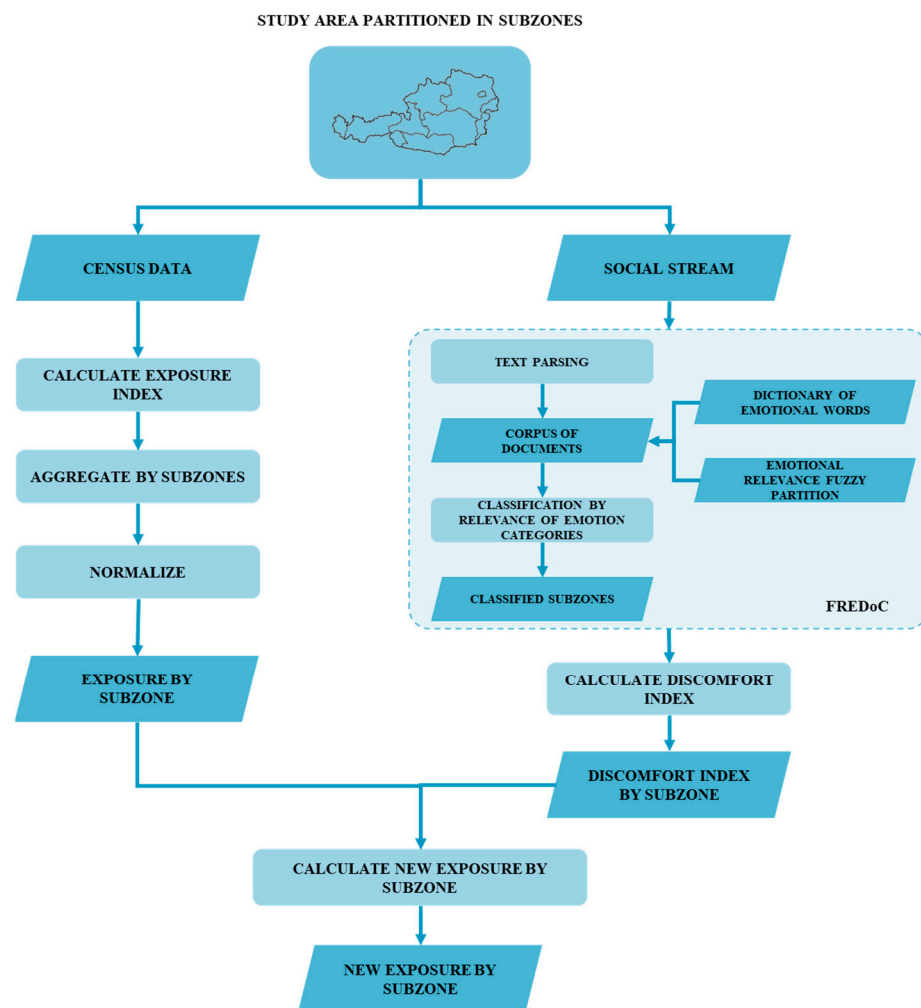 STUDY AREA PARTITIONED IN SUBZONES
CENSUS DATA
CALCULATE EXPOSURE
INDEX
AGGREGATE BY SUBZONES
NORMALIZE
EXPOSURE BY
SUBZONE
SOCIAL STREAM
TEXT PARSING
CORPUS OF
DOCUMENTS
DICTIONARY OF
EMOTIONAL WORDS
EMOTIONAL
RELEVANCE FUZZY
PARTITION
CLASSIFICATION BY
RELEVANCE OF EMOTION
CATEGORIES
CLASSIFIED SUBZONES
FREDoC
CALCULATE DISCOMFORT
INDEX
DISCOMFORT INDEX
BY SUBZONE
CALCULATE NEW EXPOSURE BY
SUBZONE
NEW EXPOSURE BY
SUBZONE